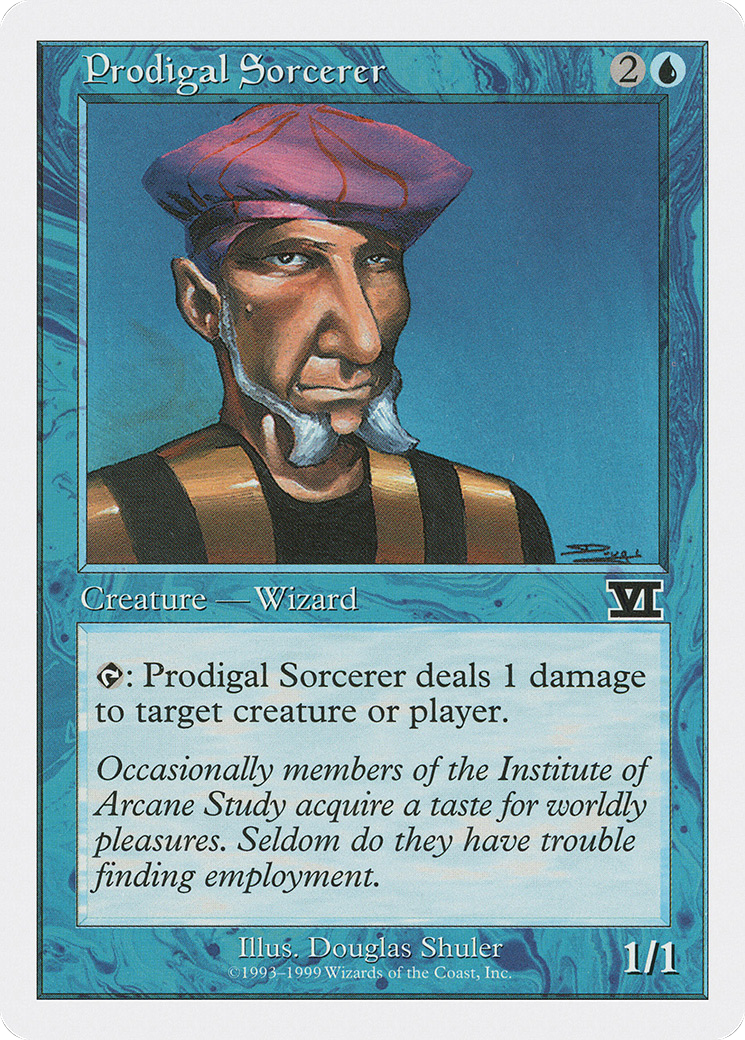 Prodigal Sorcerer
2
VI
Creature — Wizard
: Prodigal Sorcerer deals 1 damage
to target creature or player.
Occasionally members of the Institute of
Arcane Study acquire a taste for worldly
pleasures. Seldom do they have trouble
finding employment.
Illus. Douglas Shuler
©1993–1999 Wizards of the Coast, Inc.
1/1